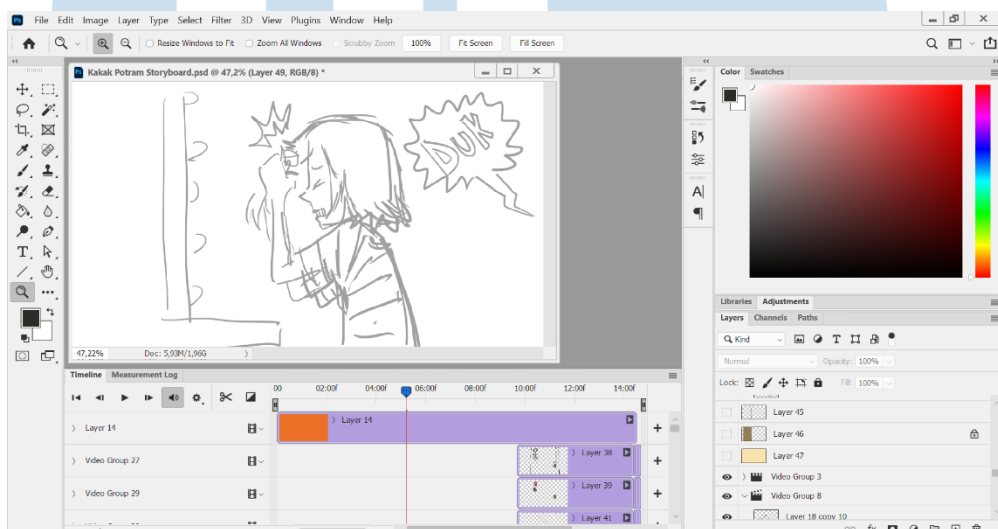 Ps File Edit Image Layer Type Select Filter 3D View Plugins Window Help
Resize Windows to Fit Zoom All Windows Scrubby Zoom 100% Fit Screen Fill Screen
Ps Kakak Potram Storyboard.psd @ 47,2% (Layer 49, RGB/8) *
DUK
47,22% Doc: 5,93M/1,96G
Timeline Measurement Log
00 02:00f 04:00f 06:00f 08:00f 10:00f 12:00f 14:00f
Layer 14 Layer 14
Video Group 27 Layer 38
Video Group 29 Layer 39
Layer 41
Color Swatches
Libraries Adjustments
Layers Channels Paths
Kind
Normal Opacity: 100%
Lock: Fill: 100%
Layer 45
Layer 46
Layer 47
Video Group 3
Video Group 8
Layer 18 copy 10